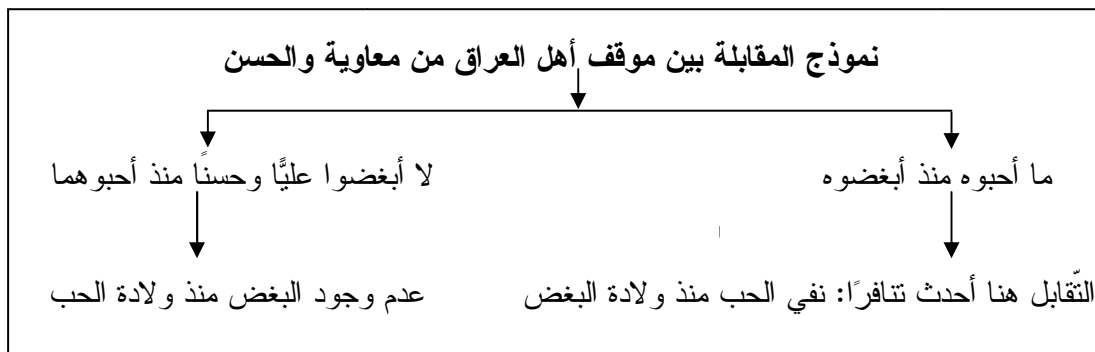 نموذج المقابلة بين موقف أهل العراق من معاوية والحسن
ما أحبوه منذ أبغضوه
لا أبغضوا عليًّا وحسنًا منذ أحبوهما
التّقابل هنا أحدث تنافرًا: نفي الحب منذ ولادة البغض
عدم وجود البغض منذ ولادة الحب